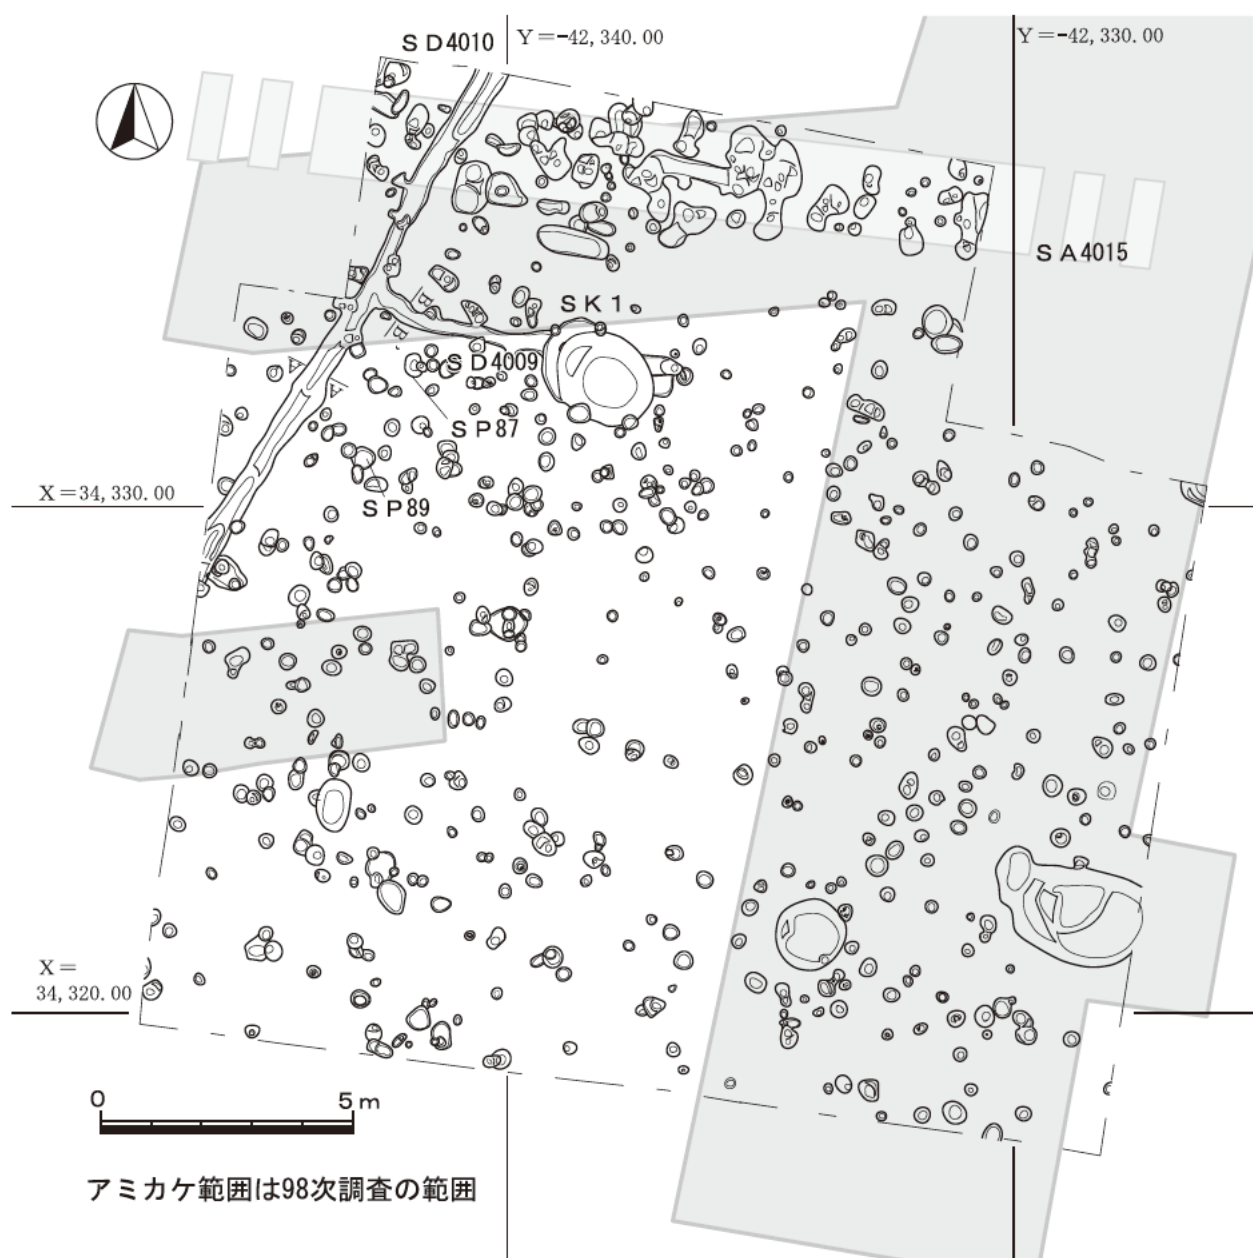 SD4010
Y=-42,340.00
Y=-42,330.00
SA4015
SK1
B
B
SD4009
A
A
SP87
X=34,330.00
SP89
X=
34,320.00
0
5m
アミカケ範囲は98次調査の範囲